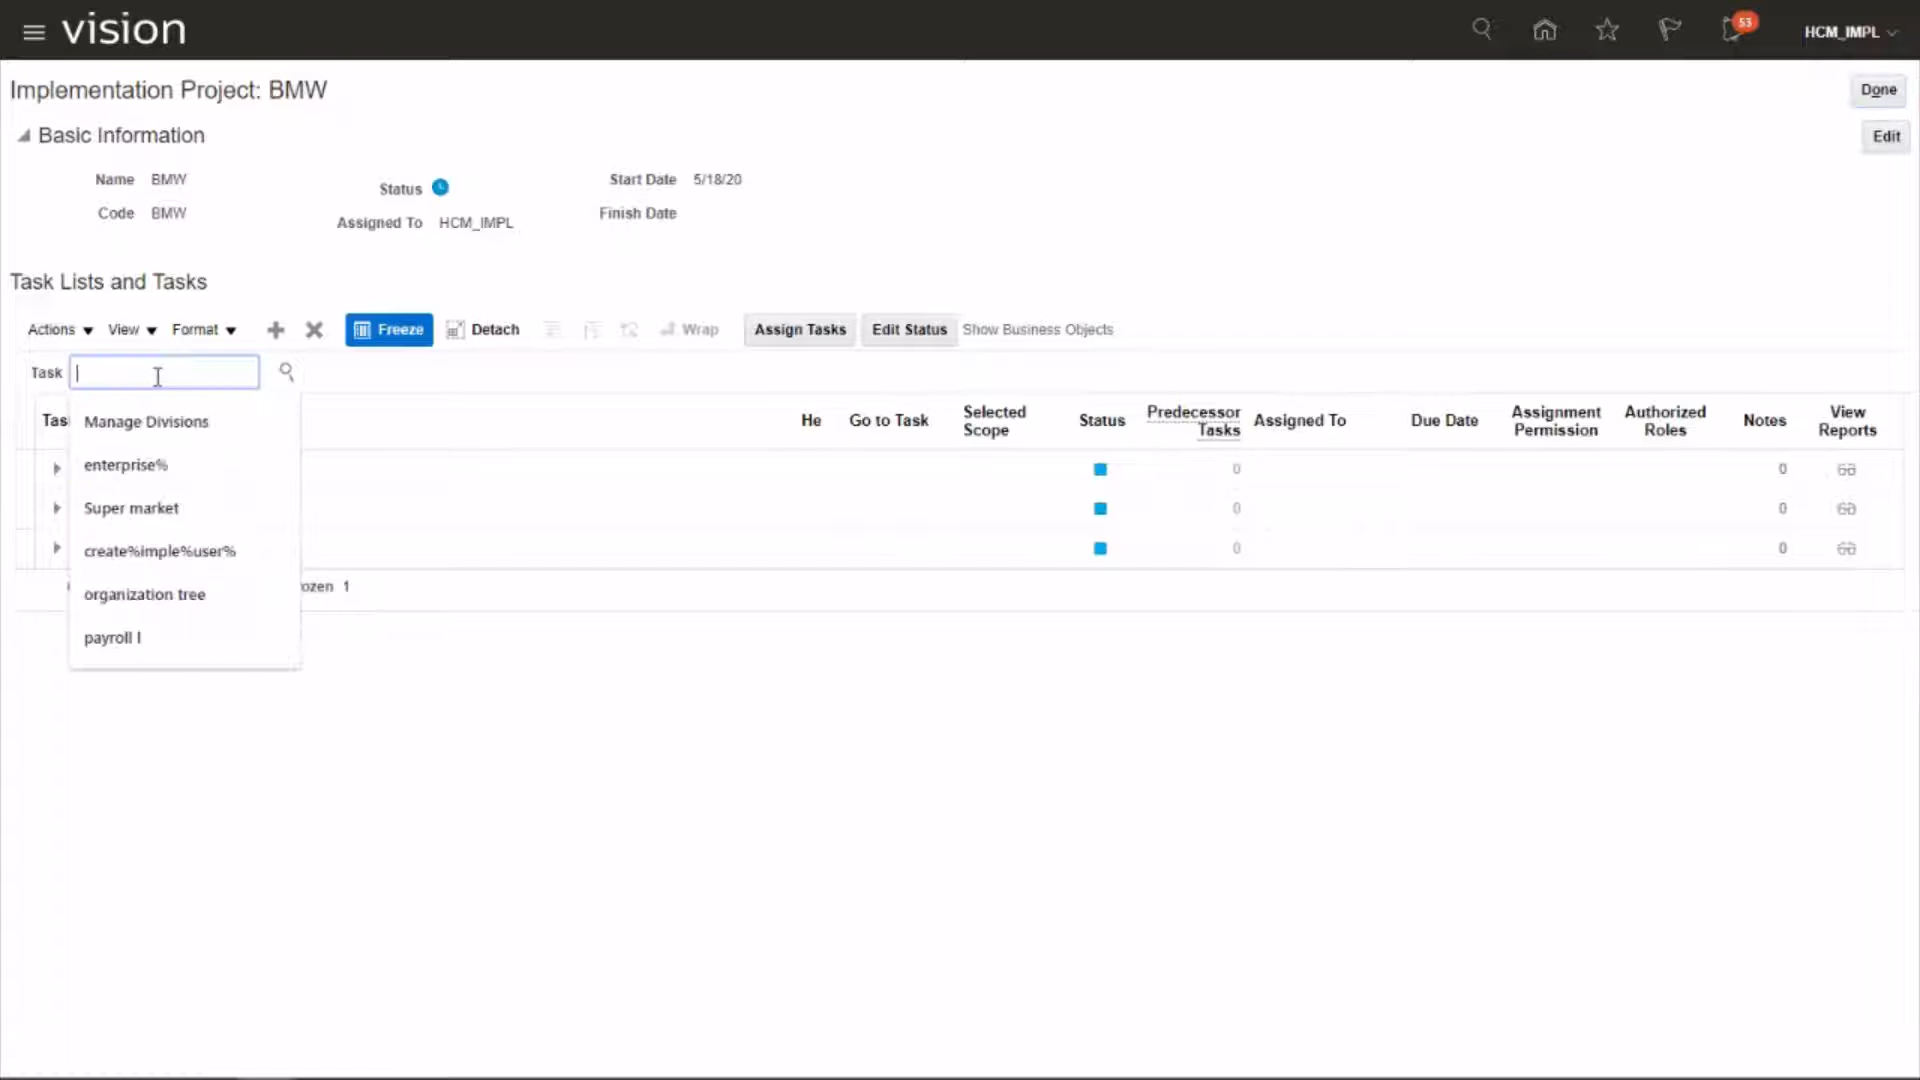 vision
53
HCM_IMPL
Implementation Project: BMW
Done
Basic Information
Edit
Name BMW
Status
Start Date 5/18/20
Code BMW
Assigned To HCM_IMPL
Finish Date
Task Lists and Tasks
Actions View Format Freeze Detach Wrap Assign Tasks Edit Status Show Business Objects
Task
Tas He Go to Task Selected Scope Status Predecessor Tasks Assigned To Due Date Assignment Permission Authorized Roles Notes View Reports
Manage Divisions
enterprise%
0 0
Super market
0 0
create%imple%user%
0 0
organization tree
ozen 1
payroll l